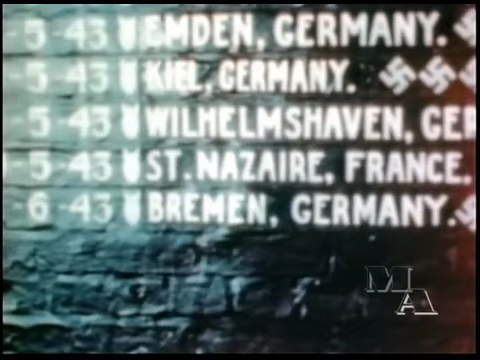 -5-43 EMDEN, GERMANY.
-5-43 KIEL, GERMANY.
-5-43 WILHELMSHAVEN, GER
-5-43 ST. NAZAIRE, FRANCE.
-6-43 BREMEN, GERMANY.
MA